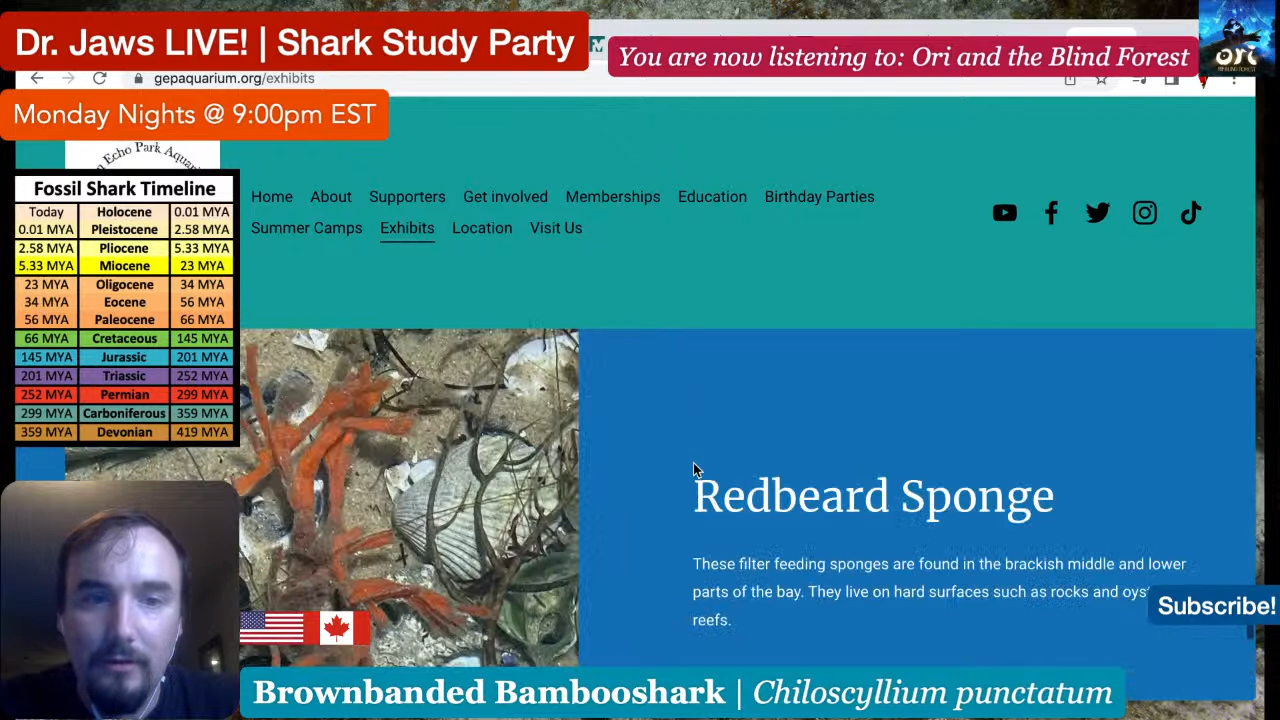 Dr. Jaws LIVE! | Shark Study Party
You are now listening to: Ori and the Blind Forest
ori
gepaquarium.org/exhibits
Monday Nights @ 9:00pm EST
Echo Park
Home About Supporters Get involved Memberships Education Birthday Parties
Summer Camps Exhibits Location Visit Us
Fossil Shark Timeline
Today Holocene 0.01 MYA
0.01 MYA Pleistocene 2.58 MYA
2.58 MYA Pliocene 5.33 MYA
5.33 MYA Miocene 23 MYA
23 MYA Oligocene 34 MYA
34 MYA Eocene 56 MYA
56 MYA Paleocene 66 MYA
66 MYA Cretaceous 145 MYA
145 MYA Jurassic 201 MYA
201 MYA Triassic 252 MYA
252 MYA Permian 299 MYA
299 MYA Carboniferous 359 MYA
359 MYA Devonian 419 MYA
Redbeard Sponge
These filter feeding sponges are found in the brackish middle and lower
parts of the bay. They live on hard surfaces such as rocks and
reefs.
Subscribe!
Brownbanded Bambooshark | Chiloscyllium punctatum